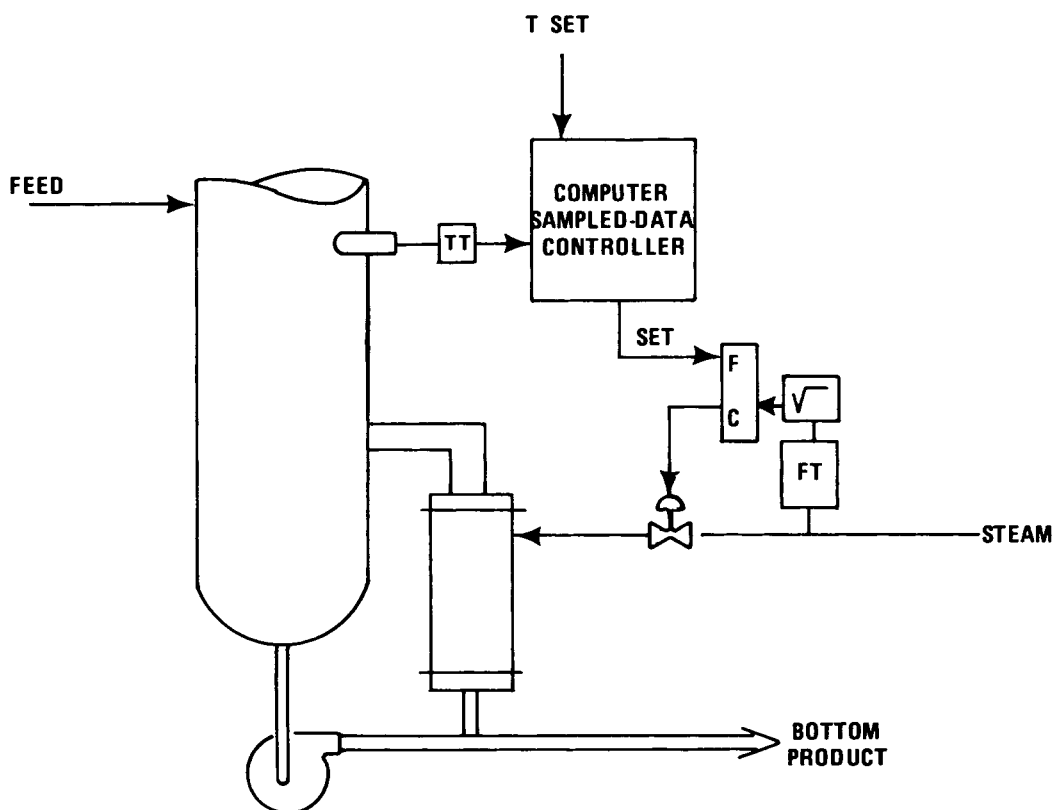 T SET
FEED
COMPUTER
SAMPLED-DATA
CONTROLLER
TT
SET
F
C
√
FT
STEAM
BOTTOM
PRODUCT